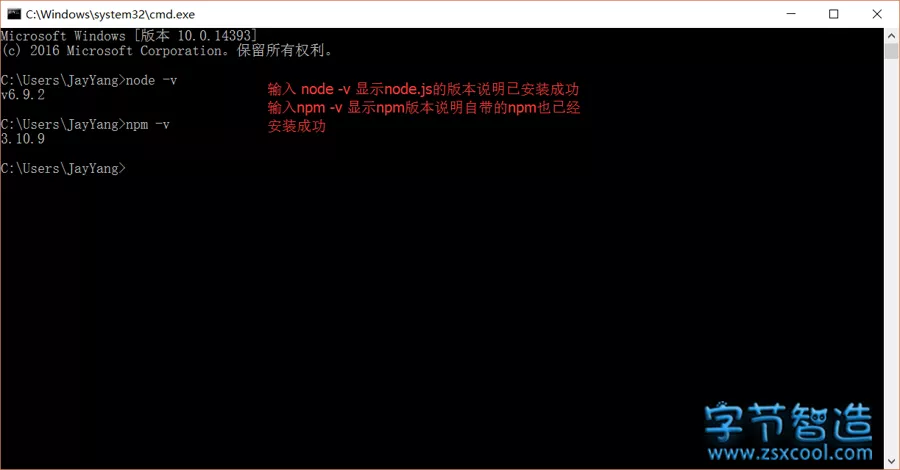 C:\Windows\system32\cmd.exe
Microsoft Windows [版本 10.0.14393]
(c) 2016 Microsoft Corporation。保留所有权利。
C:\Users\JayYang>node -v
v6.9.2
C:\Users\JayYang>npm -v
3.10.9
C:\Users\JayYang>
输入 node -v 显示node.js的版本说明已安装成功
输入npm -v 显示npm版本说明自带的npm也已经
安装成功
字节智造
www.zsxcool.com